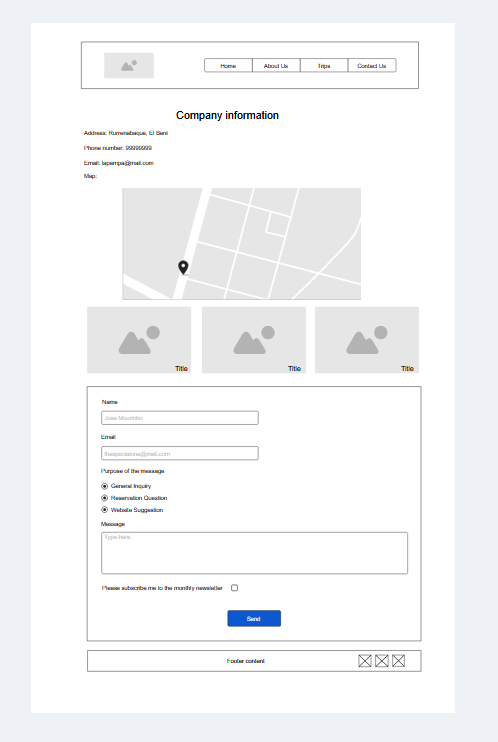 Home
About Us
Trips
Contact Us
Company information
Address: Rurrenabaque, El Beni
Phone number: 99999999
Email: lapampa@mail.com
Map:
Title
Title
Title
Name
Jose Mourinho
Email
thespecialone@mail.com
Purpose of the message
General Inquiry
Reservation Question
Website Suggestion
Message
Type here
Please subscribe me to the monthly newsletter
Send
Footer content